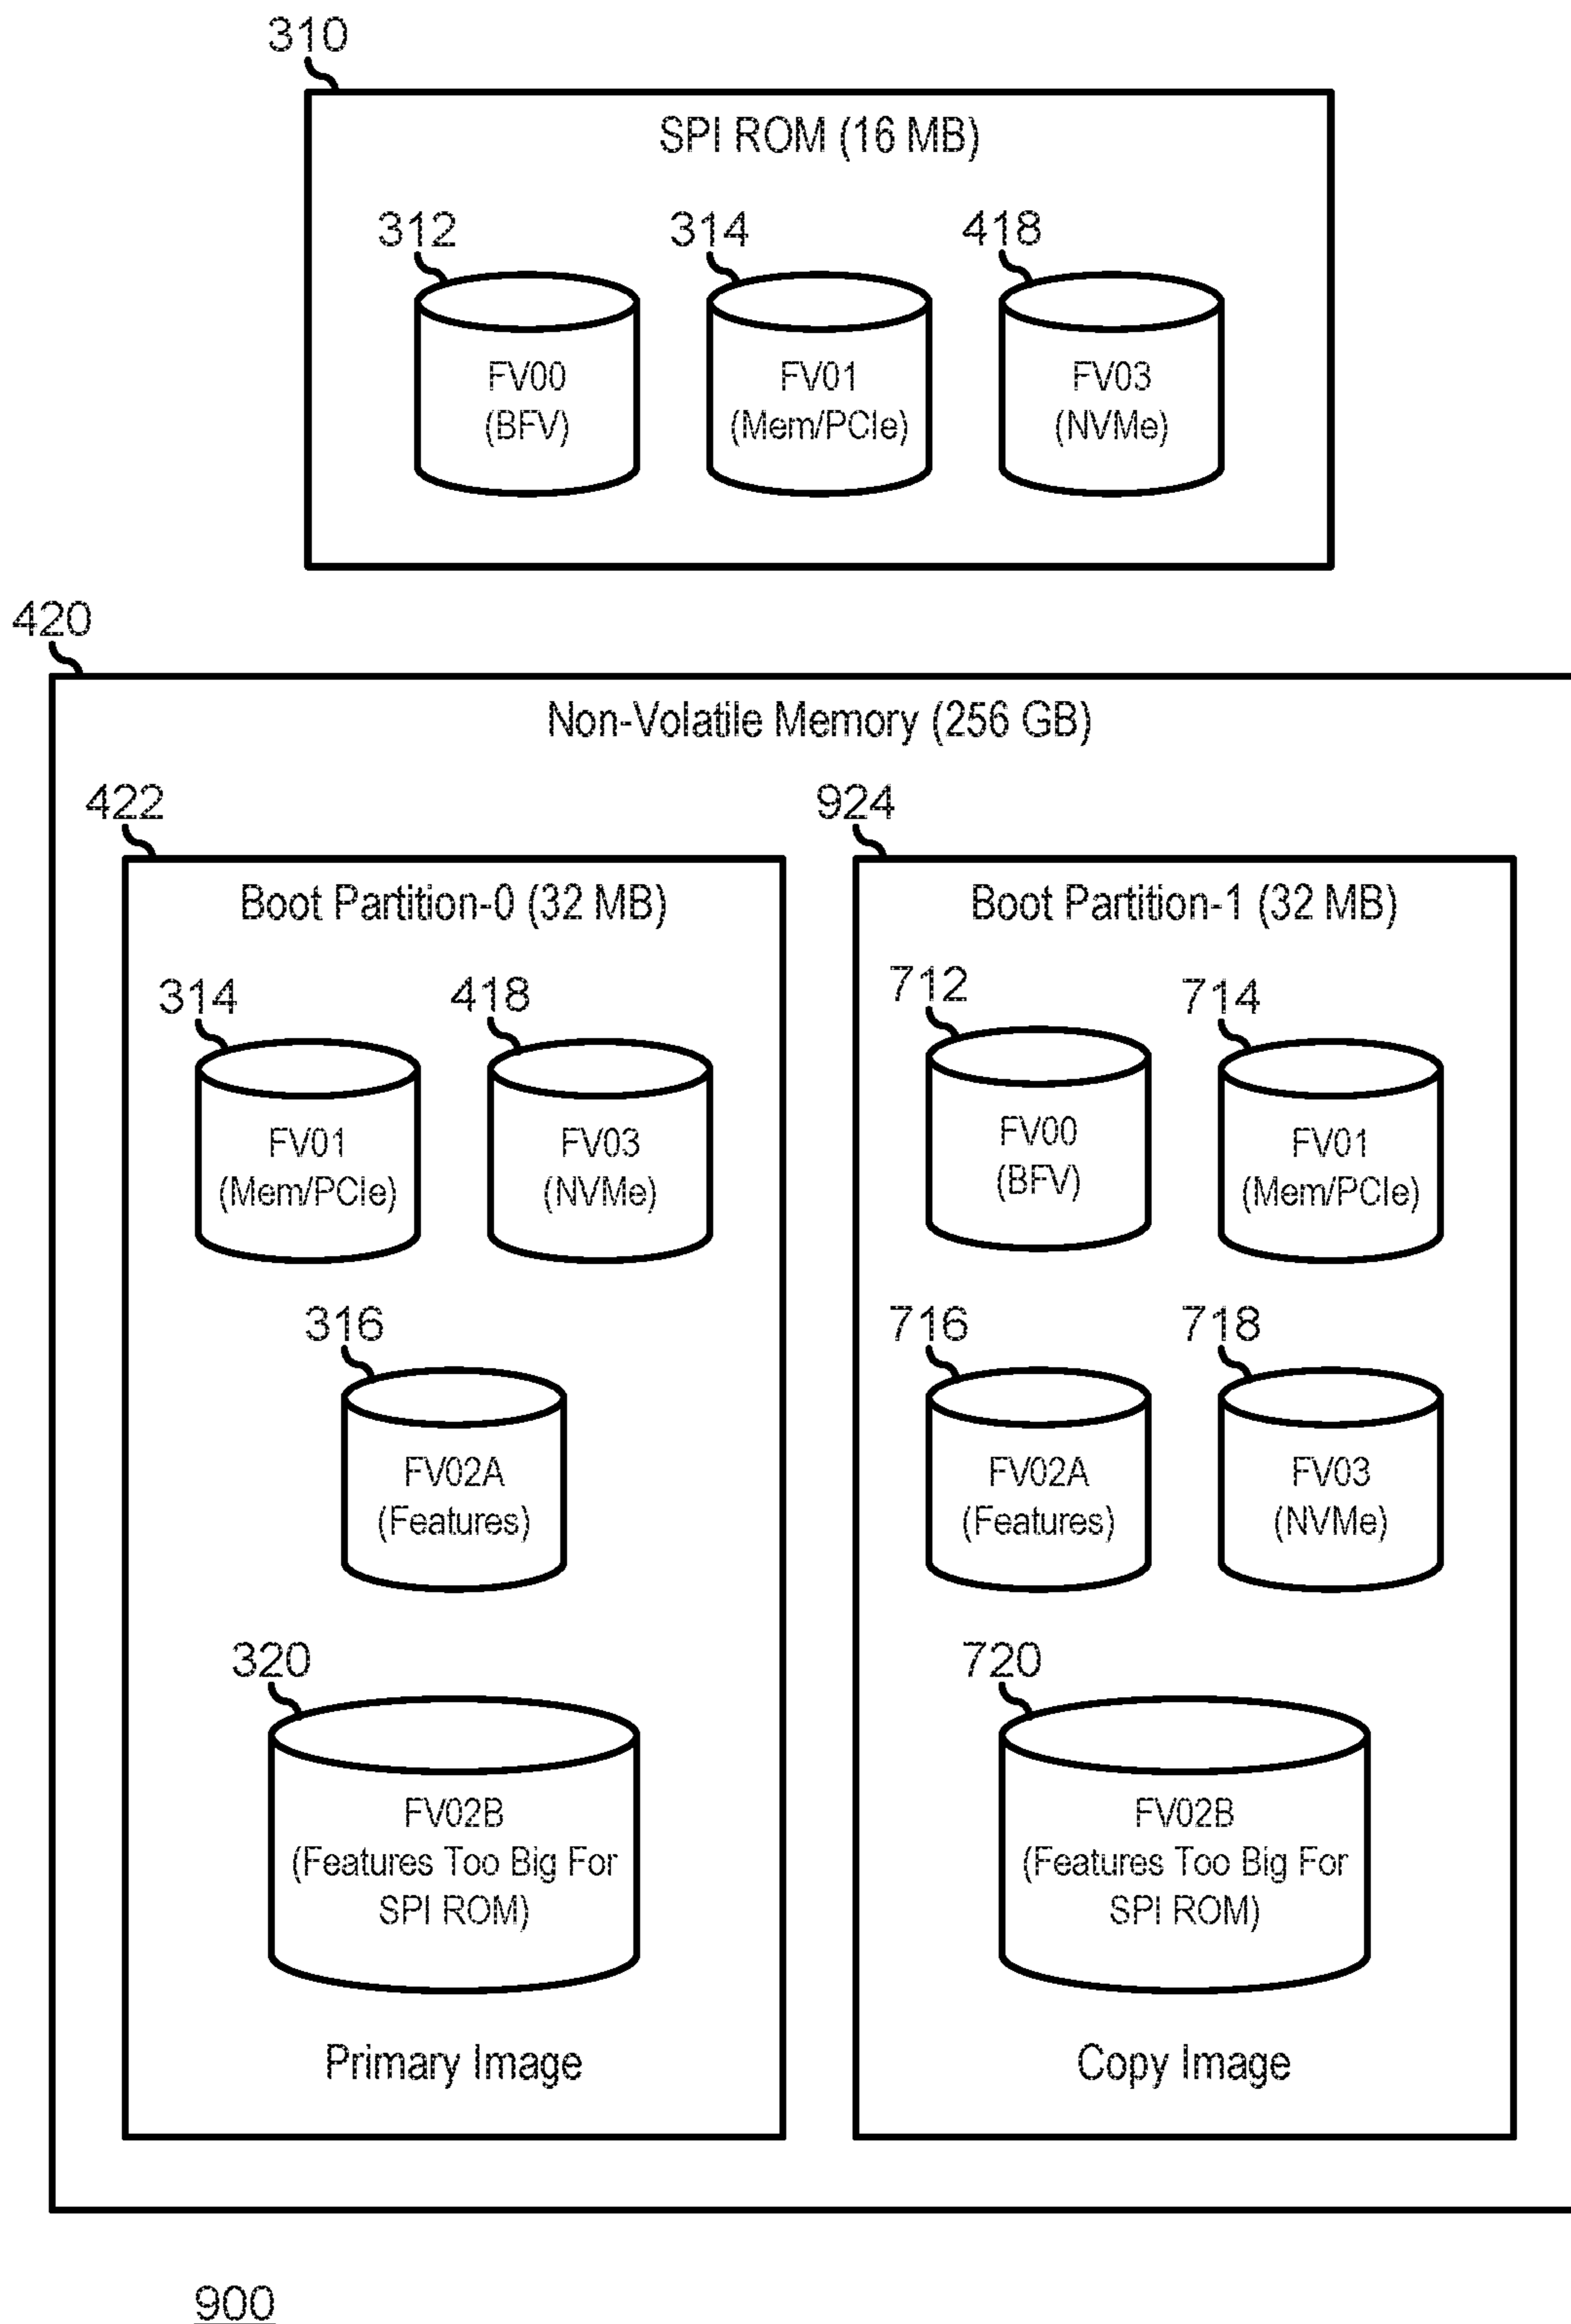 310
SPI ROM (16 MB)
312 314 418
FV00 FV01 FV03
(BFV) (Mem/PCIe) (NVMe)
420
Non-Volatile Memory (256 GB)
422 924
Boot Partition-0 (32 MB)
314 418
FV01 FV03
(Mem/PCIe) (NVMe)
316
FV02A
(Features)
320
FV02B
(Features Too Big For
SPI ROM)
Primary Image
Boot Partition-1 (32 MB)
712 714
FV00 FV01
(BFV) (Mem/PCIe)
716 718
FV02A FV03
(Features) (NVMe)
720
FV02B
(Features Too Big For
SPI ROM)
Copy Image
900